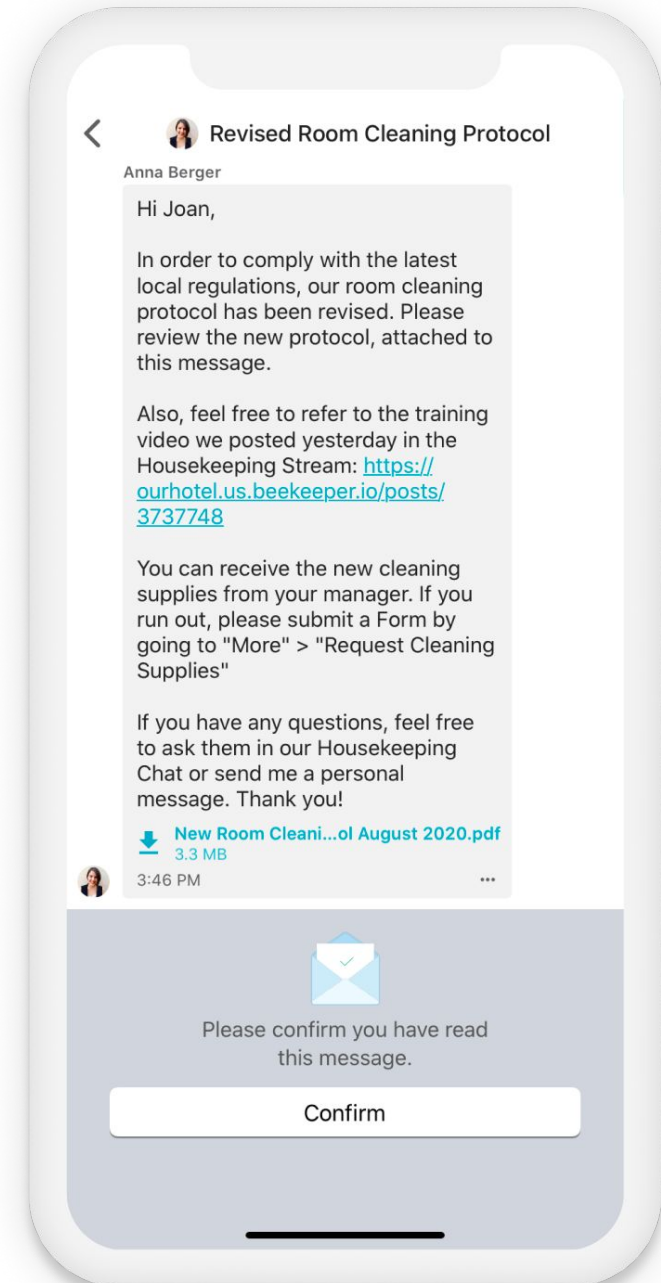 Revised Room Cleaning Protocol
Anna Berger
Hi Joan,
In order to comply with the latest
local regulations, our room cleaning
protocol has been revised. Please
review the new protocol, attached to
this message.
Also, feel free to refer to the training
video we posted yesterday in the
Housekeeping Stream: https://
ourhotel.us.beekeeper.io/posts/
3737748
You can receive the new cleaning
supplies from your manager. If you
run out, please submit a Form by
going to "More" > "Request Cleaning
Supplies"
If you have any questions, feel free
to ask them in our Housekeeping
Chat or send me a personal
message. Thank you!
New Room Cleani...ol August 2020.pdf
3.3 MB
3:46 PM
Please confirm you have read
this message.
Confirm